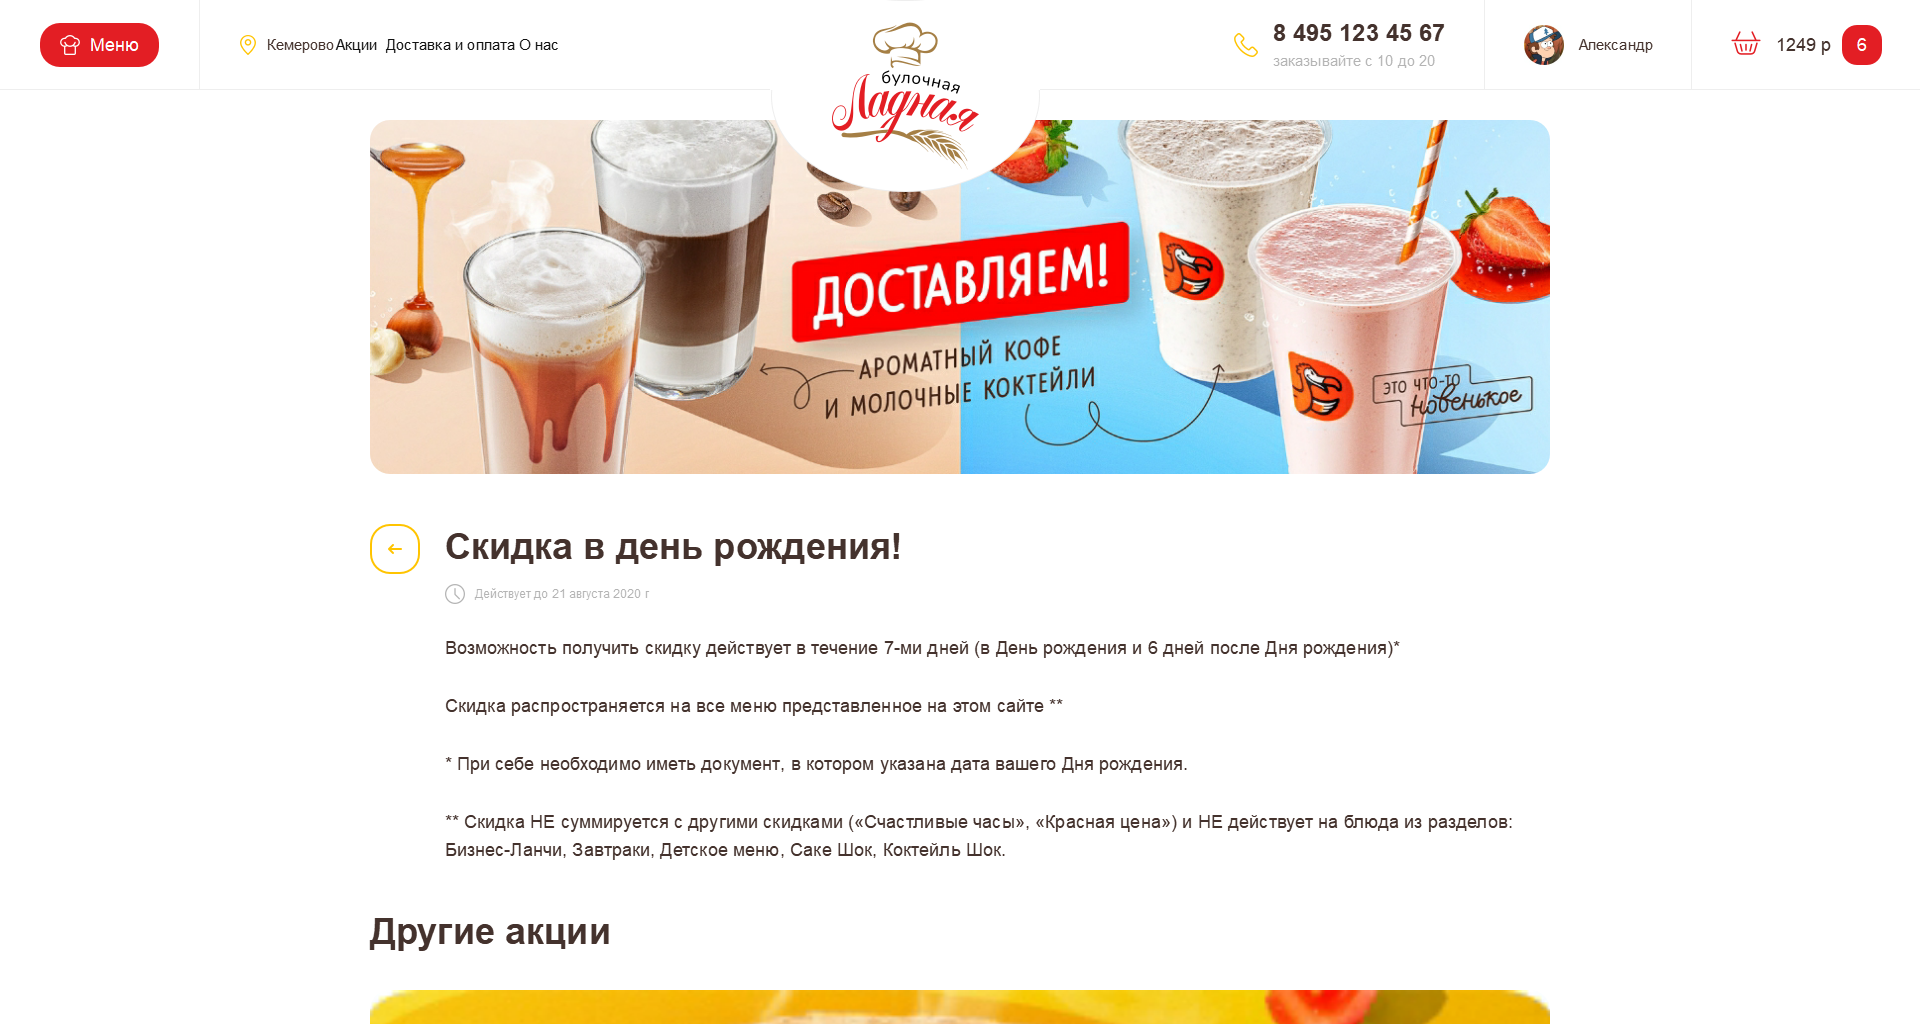 Меню
Кемерово Акции Доставка и оплата О нас
булочная
Ладная
8 495 123 45 67
заказывайте с 10 до 20
Александр
1249 р 6
ДОСТАВЛЯЕМ!
АРОМАТНЫЙ КОФЕ
И МОЛОЧНЫЕ КОКТЕЙЛИ
ЭТО ЧТО-ТО
новенькое
Скидка в день рождения!
Действует до 21 августа 2020 г
Возможность получить скидку действует в течение 7-ми дней (в День рождения и 6 дней после Дня рождения)*
Скидка распространяется на все меню представленное на этом сайте **
* При себе необходимо иметь документ, в котором указана дата вашего Дня рождения.
** Скидка НЕ суммируется с другими скидками («Счастливые часы», «Красная цена») и НЕ действует на блюда из разделов:
Бизнес-Ланчи, Завтраки, Детское меню, Саке Шок, Коктейль Шок.
Другие акции